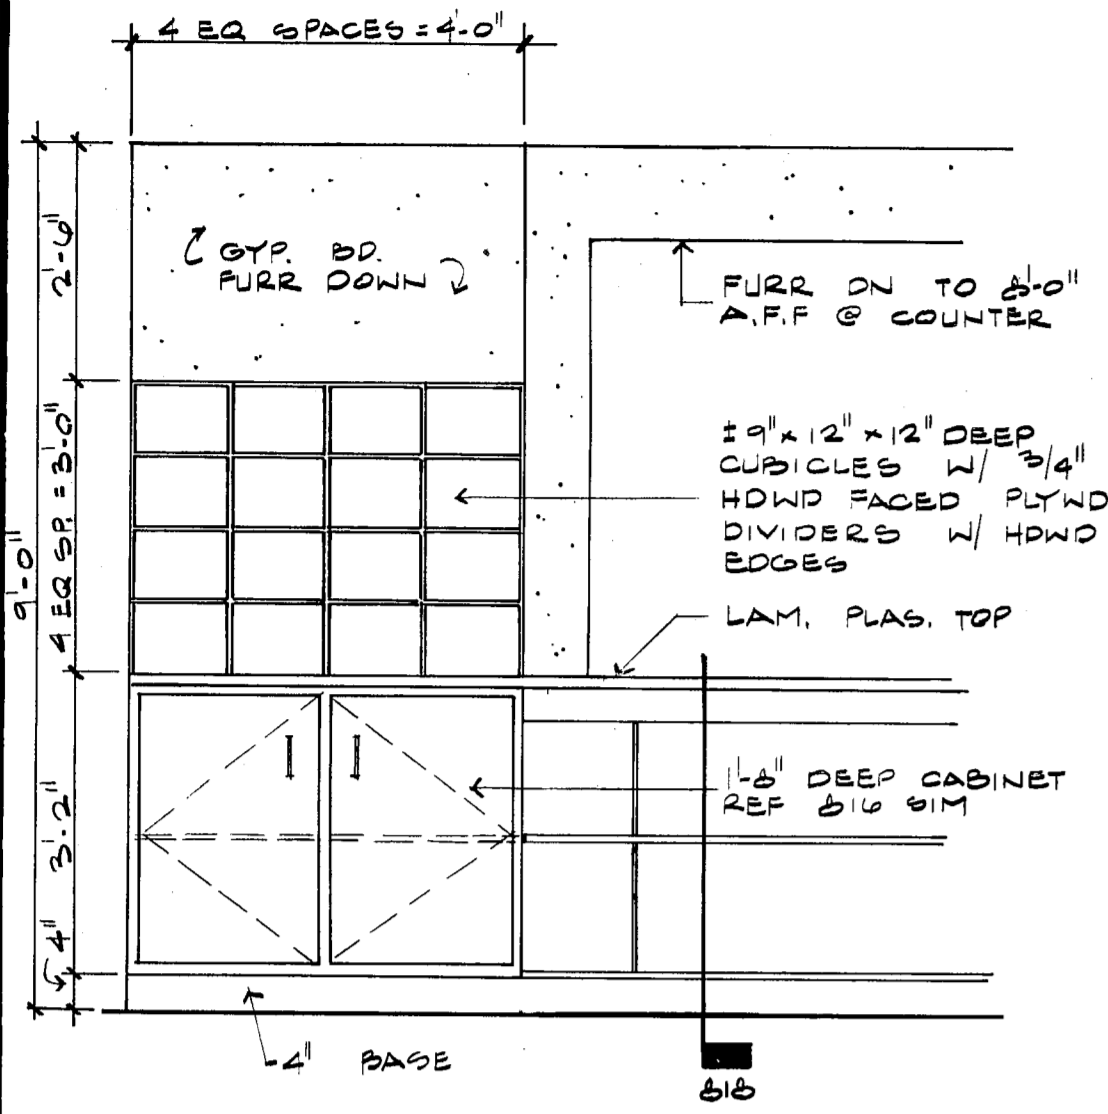 4 EQ SPACES = 4'-0"
9'-0"
2'-6"
4 EQ SP. = 3'-0"
3'-2"
4"
GYP. BD.
FURR DOWN
FURR DN TO 8'-0"
A.F.F @ COUNTER
± 9" x 12" x 12" DEEP
CUBICLES W/ 3/4"
HDWD FACED PLYWD
DIVIDERS W/ HDWD
EDGES
LAM. PLAS. TOP
1'-8" DEEP CABINET
REF 816 SIM
4" BASE
818